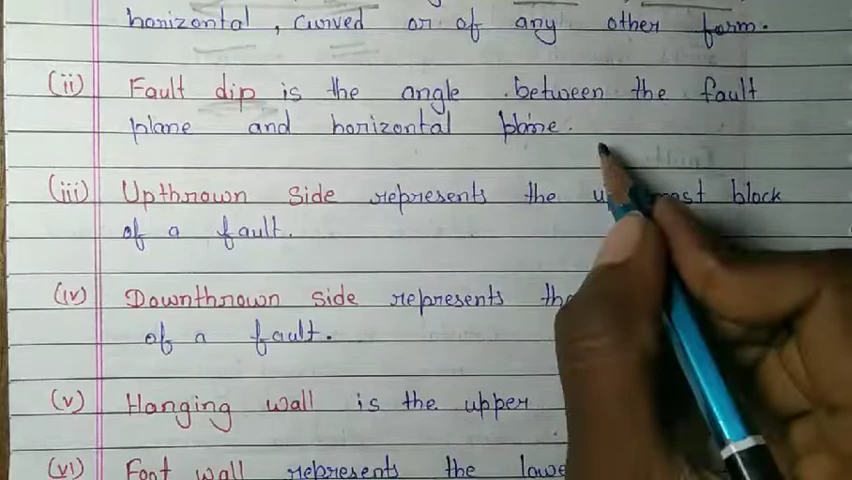 horizontal, curved or of any other form.
(ii) Fault dip is the angle between the fault
plane and horizontal plane.
(iii) Upthrown side represents the block
of a fault.
(iv) Downthrown side represents
of a fault.
(v) Hanging wall is the upper
(vi) Font wall represents the